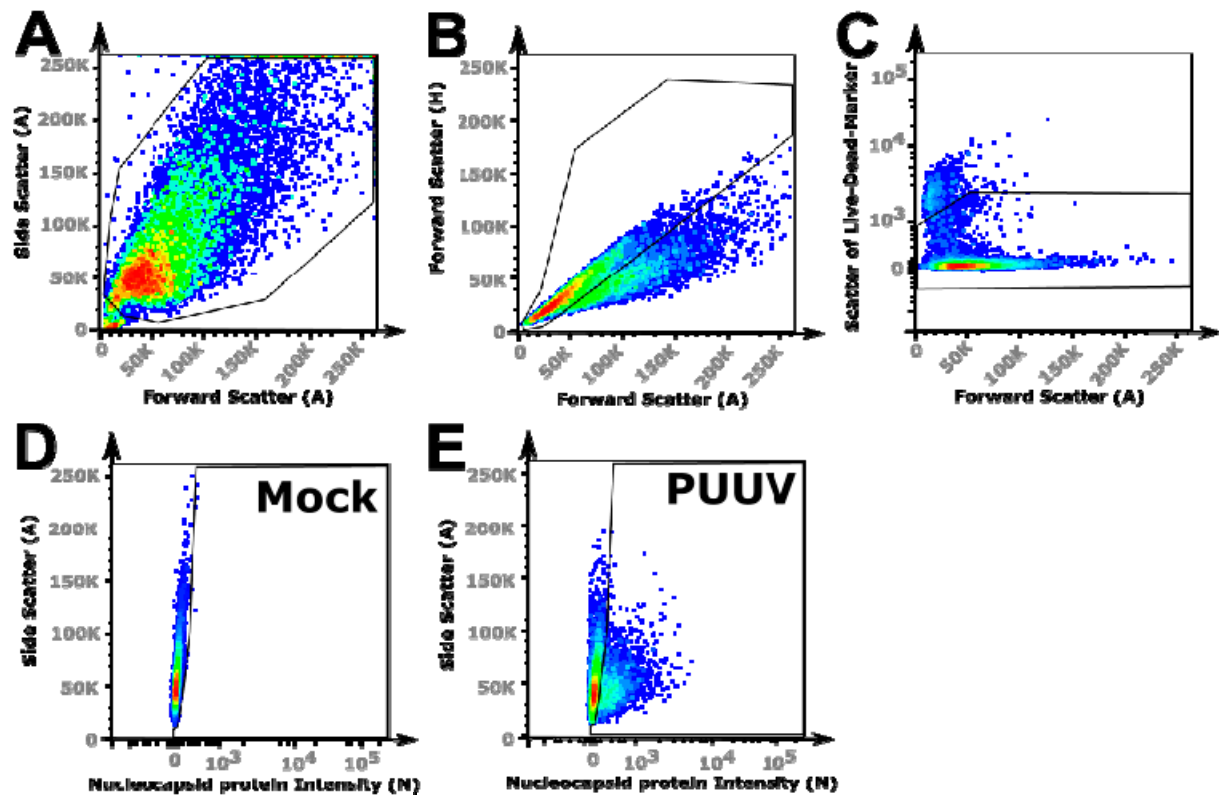 A
B
C
Side Scatter (A)
250K
200K
150K
100K
50K
0
0
50K
100K
150K
200K
250K
Forward Scatter (A)
Forward Scatter (H)
250K
200K
150K
100K
50K
0
0
50K
100K
150K
200K
250K
Forward Scatter (A)
Scatter of Live-Dead-Marker
10⁵
10⁴
10³
0
0
50K
100K
150K
200K
250K
Forward Scatter (A)
D
E
Side Scatter (A)
250K
200K
150K
100K
50K
0
Mock
0
10³
10⁴
10⁵
Nucleocapsid protein Intensity (N)
Side Scatter (A)
250K
200K
150K
100K
50K
0
PUUV
0
10³
10⁴
10⁵
Nucleocapsid protein Intensity (N)